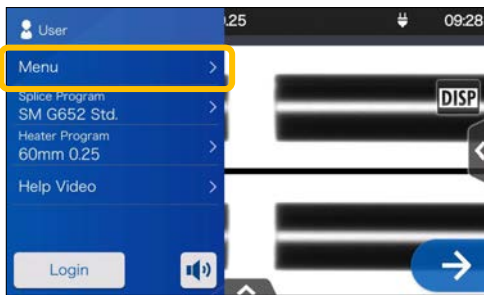 User
.25
09:28
Menu
Splice Program
SM G652 Std.
Heater Program
60mm 0.25
Help Video
Login
DISP